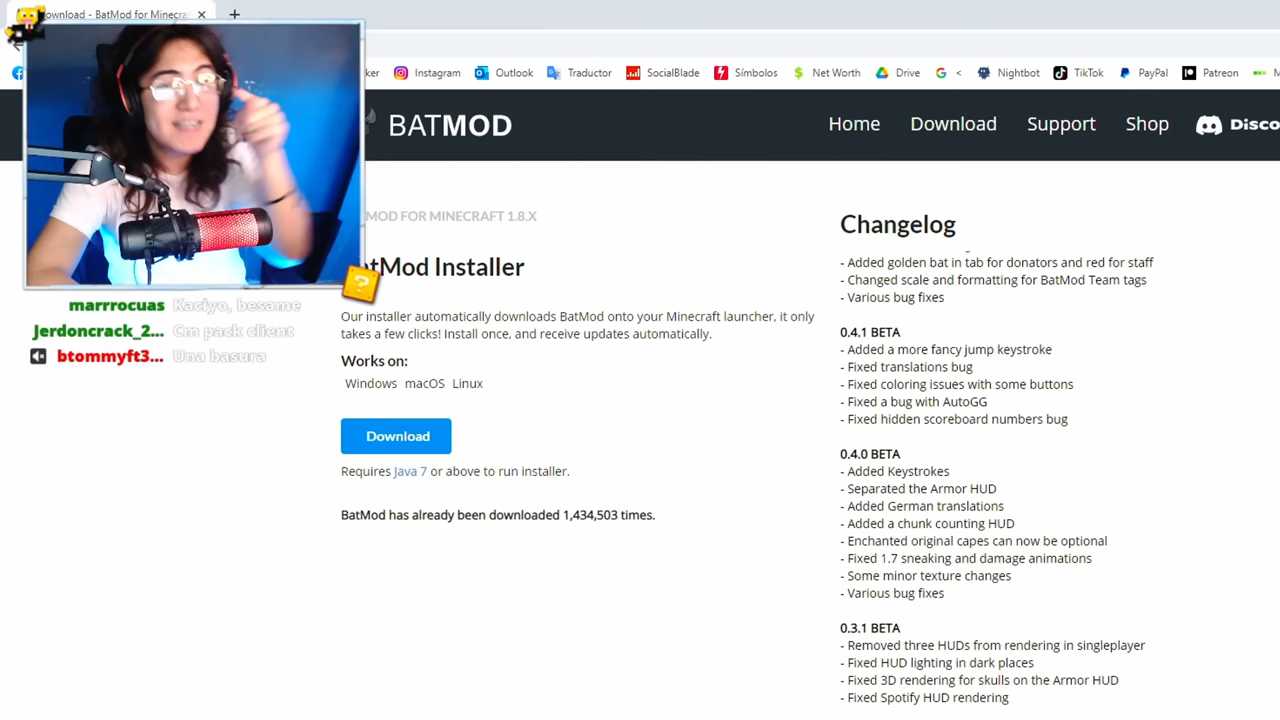 Download - BatMod for Minecra
ker
Instagram
Outlook
Traductor
SocialBlade
Símbolos
Net Worth
Drive
<
Nightbot
TikTok
PayPal
Patreon
BATMOD
Home
Download
Support
Shop
Disco
MOD FOR MINECRAFT 1.8.X
atMod Installer
Our installer automatically downloads BatMod onto your Minecraft launcher, it only
takes a few clicks! Install once, and receive updates automatically.
Works on:
Windows macOS Linux
Download
Requires Java 7 or above to run installer.
BatMod has already been downloaded 1,434,503 times.
marrrocuas Kaciyo, besame
Jerdoncrack_2... Cm pack client
btommyft3... Una basura
Changelog
- Added golden bat in tab for donators and red for staff
- Changed scale and formatting for BatMod Team tags
- Various bug fixes
0.4.1 BETA
- Added a more fancy jump keystroke
- Fixed translations bug
- Fixed coloring issues with some buttons
- Fixed a bug with AutoGG
- Fixed hidden scoreboard numbers bug
0.4.0 BETA
- Added Keystrokes
- Separated the Armor HUD
- Added German translations
- Added a chunk counting HUD
- Enchanted original capes can now be optional
- Fixed 1.7 sneaking and damage animations
- Some minor texture changes
- Various bug fixes
0.3.1 BETA
- Removed three HUDs from rendering in singleplayer
- Fixed HUD lighting in dark places
- Fixed 3D rendering for skulls on the Armor HUD
- Fixed Spotify HUD rendering